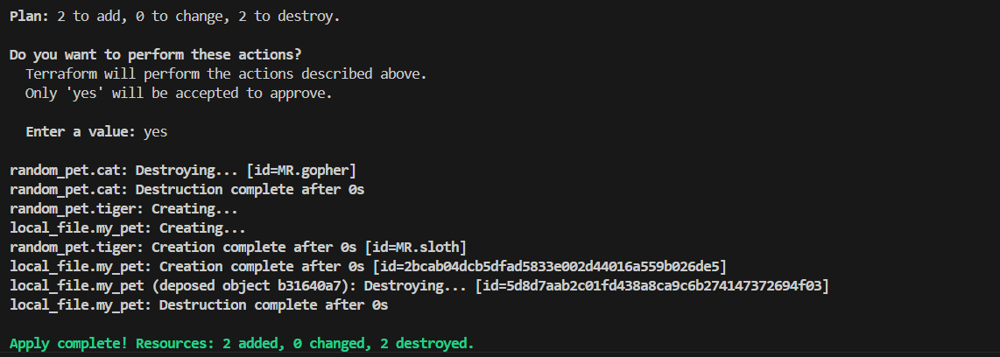 Plan: 2 to add, 0 to change, 2 to destroy.
Do you want to perform these actions?
Terraform will perform the actions described above.
Only 'yes' will be accepted to approve.
Enter a value: yes
random_pet.cat: Destroying... [id=MR.gopher]
random_pet.cat: Destruction complete after 0s
random_pet.tiger: Creating...
local_file.my_pet: Creating...
random_pet.tiger: Creation complete after 0s [id=MR.sloth]
local_file.my_pet: Creation complete after 0s [id=2bcab04dcb5dfad5833e002d44016a559b026de5]
local_file.my_pet (deposed object b31640a7): Destroying... [id=5d8d7aab2c01fd438a8ca9c6b274147372694f03]
local_file.my_pet: Destruction complete after 0s
Apply complete! Resources: 2 added, 0 changed, 2 destroyed.